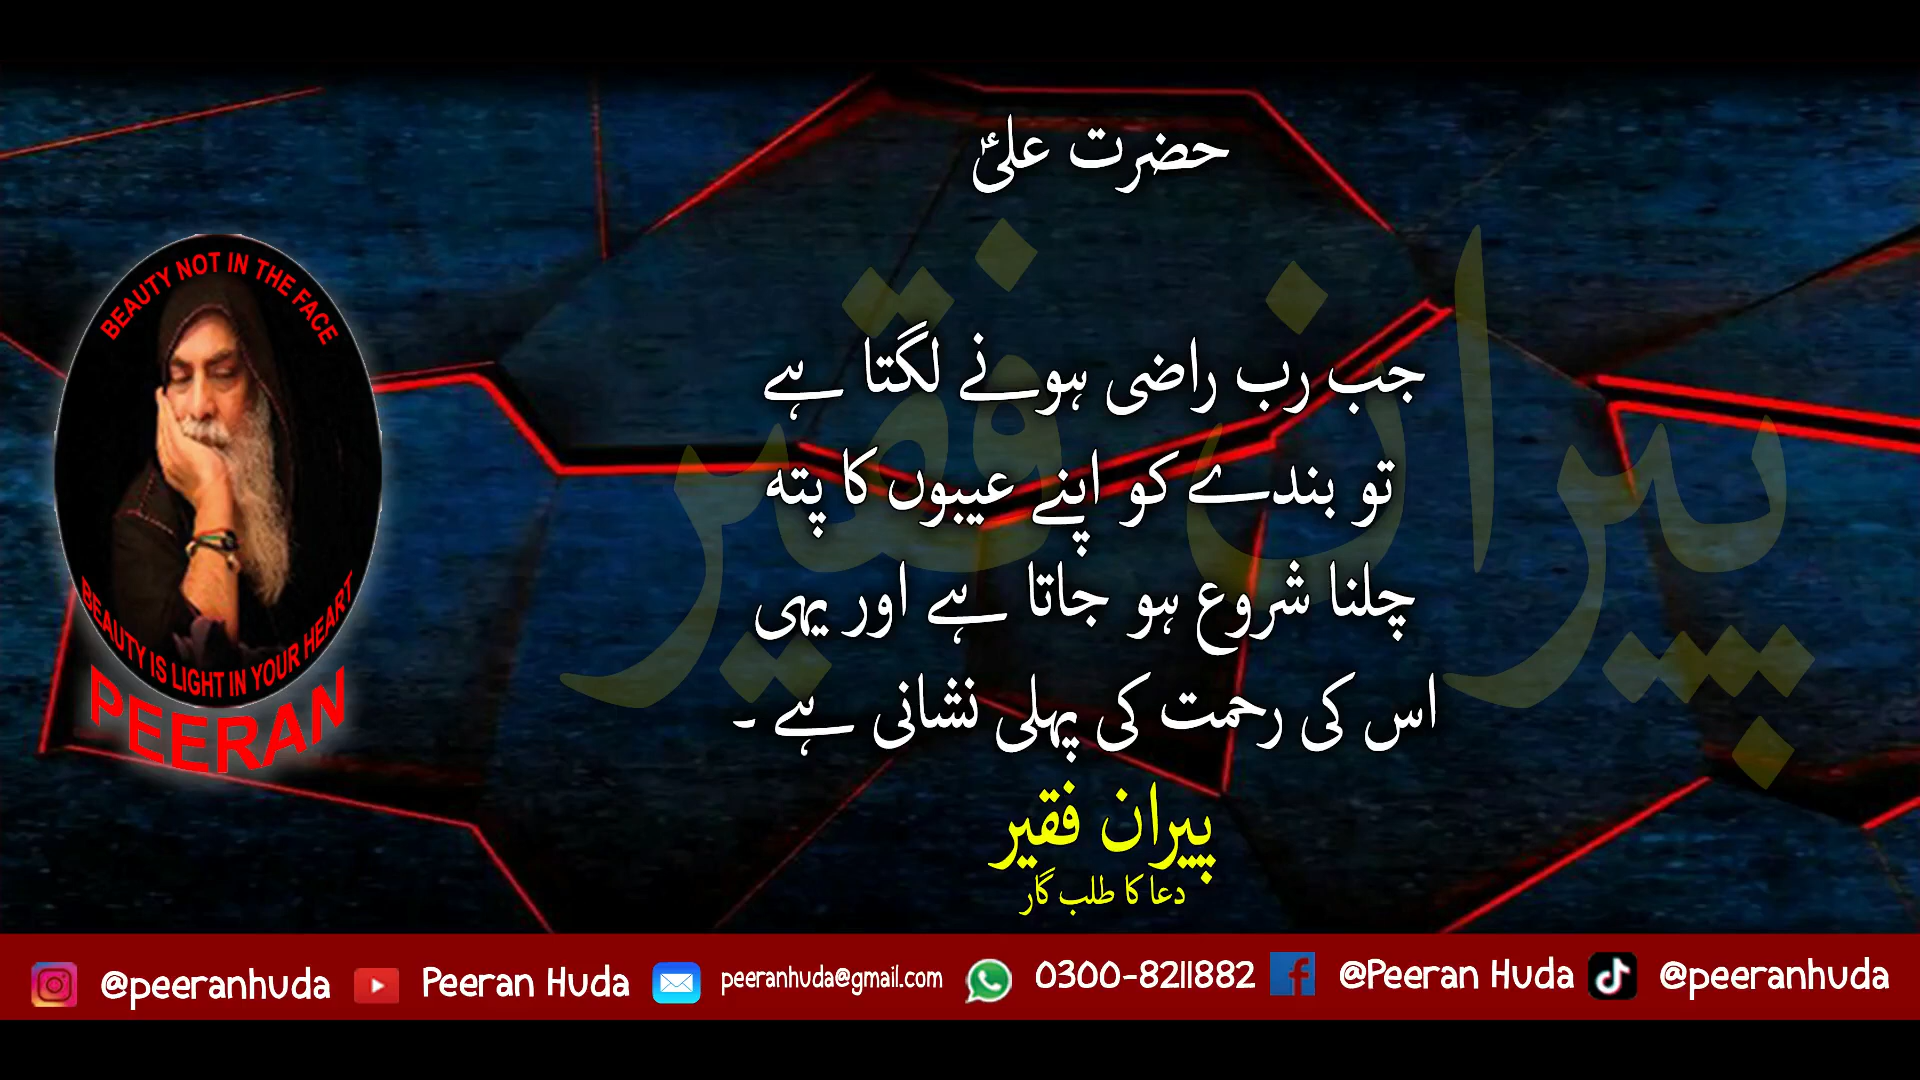 حضرت علیؑ
جب رب راضی ہونے لگتا ہے
تو بندے کو اپنے عیبوں کا پتہ
چلنا شروع ہو جاتا ہے اور یہی
اس کی رحمت کی پہلی نشانی ہے ۔
پیران فقیر
دعا کا طلب گار
پیران فقیر
BEAUTY NOT IN THE FACE
BEAUTY IS LIGHT IN YOUR HEART
PEERAN
@peeranhuda Peeran Huda peeranhuda@gmail.com 0300-8211882 @Peeran Huda @peeranhuda